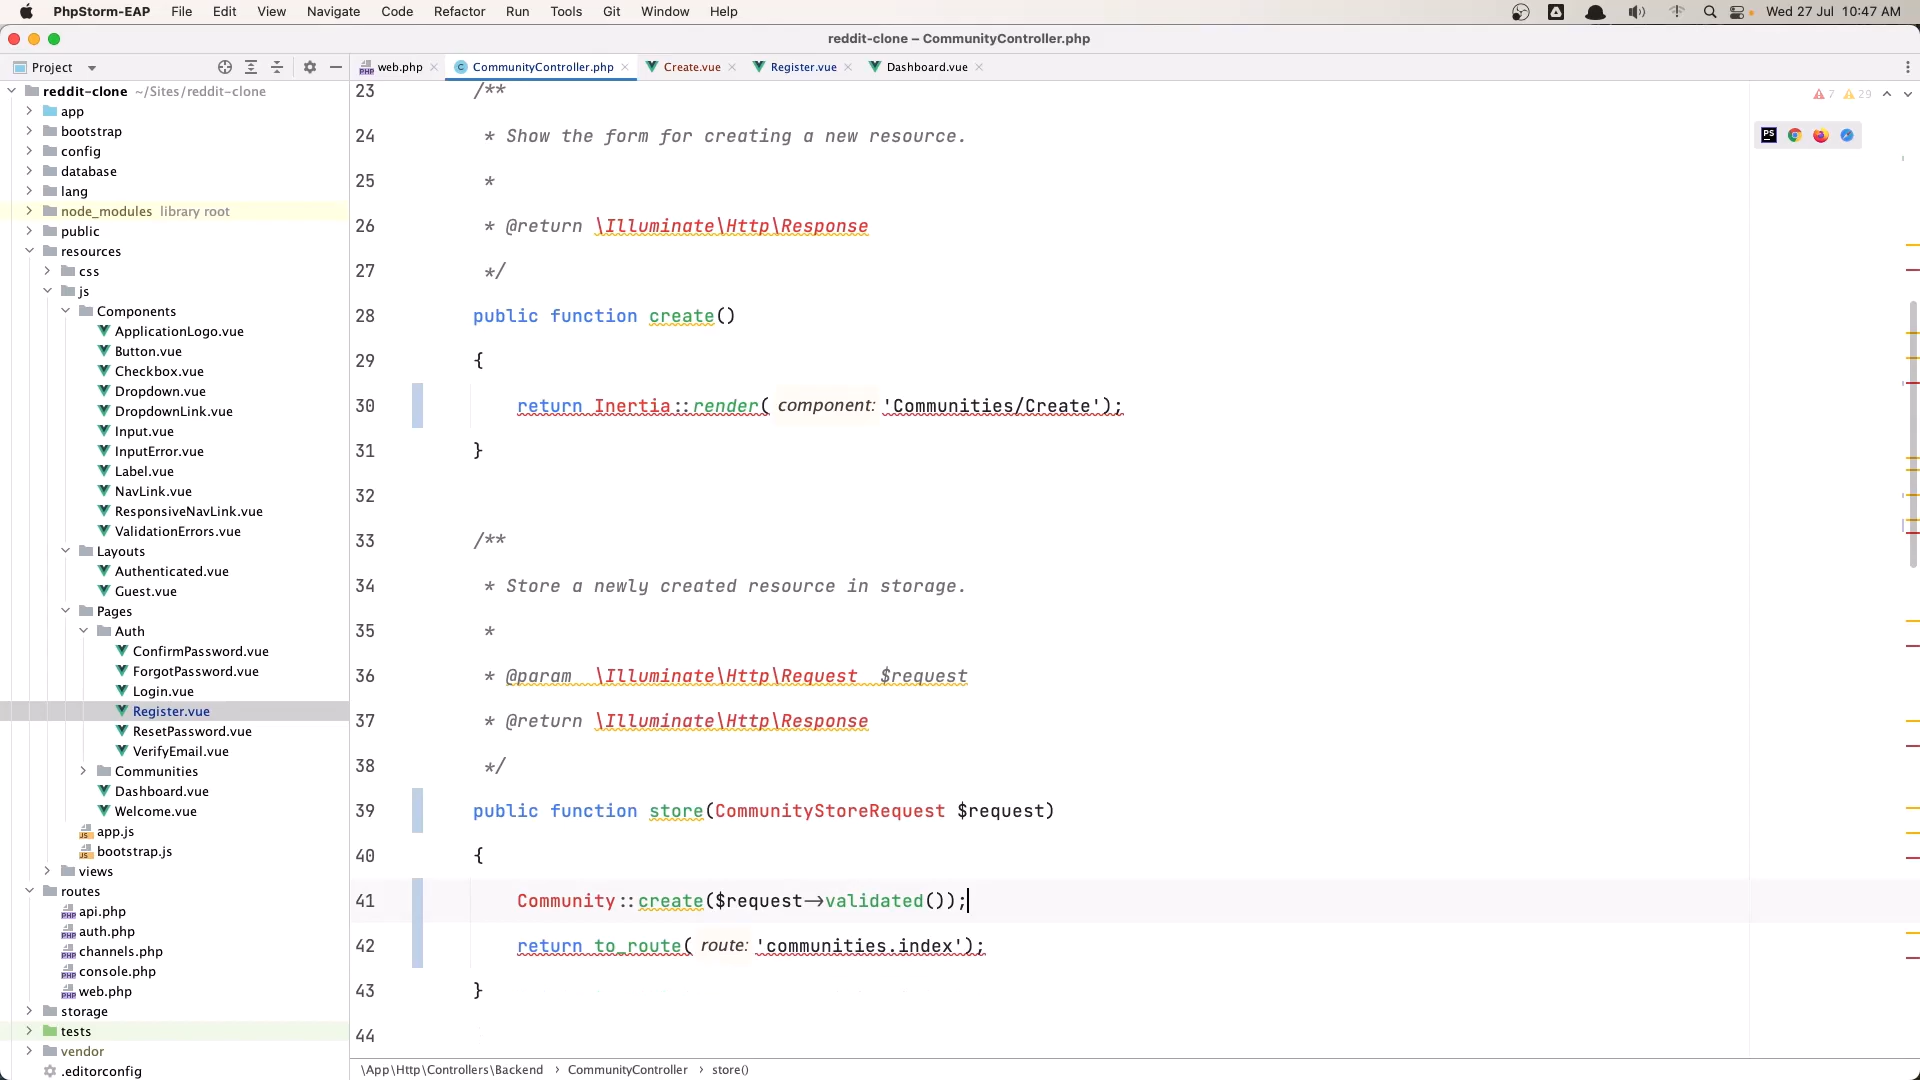 PhpStorm-EAP File Edit View Navigate Code Refactor Run Tools Git Window Help Wed 27 Jul 10:47 AM
reddit-clone – CommunityController.php
Project web.php CommunityController.php Create.vue Register.vue Dashboard.vue
reddit-clone ~/Sites/reddit-clone
app
bootstrap
config
database
lang
node_modules library root
public
resources
css
js
Components
ApplicationLogo.vue
Button.vue
Checkbox.vue
Dropdown.vue
DropdownLink.vue
Input.vue
InputError.vue
Label.vue
NavLink.vue
ResponsiveNavLink.vue
ValidationErrors.vue
Layouts
Authenticated.vue
Guest.vue
Pages
Auth
ConfirmPassword.vue
ForgotPassword.vue
Login.vue
Register.vue
ResetPassword.vue
VerifyEmail.vue
Communities
Dashboard.vue
Welcome.vue
app.js
bootstrap.js
views
routes
api.php
auth.php
channels.php
console.php
web.php
storage
tests
vendor
.editorconfig
7 29
23 /**
24 * Show the form for creating a new resource.
25 *
26 * @return \Illuminate\Http\Response
27 */
28 public function create()
29 {
30 return Inertia::render( component: 'Communities/Create');
31 }
32
33 /**
34 * Store a newly created resource in storage.
35 *
36 * @param \Illuminate\Http\Request $request
37 * @return \Illuminate\Http\Response
38 */
39 public function store(CommunityStoreRequest $request)
40 {
41 Community::create($request->validated());
42 return to_route( route: 'communities.index');
43 }
44
\App\Http\Controllers\Backend › CommunityController › store()